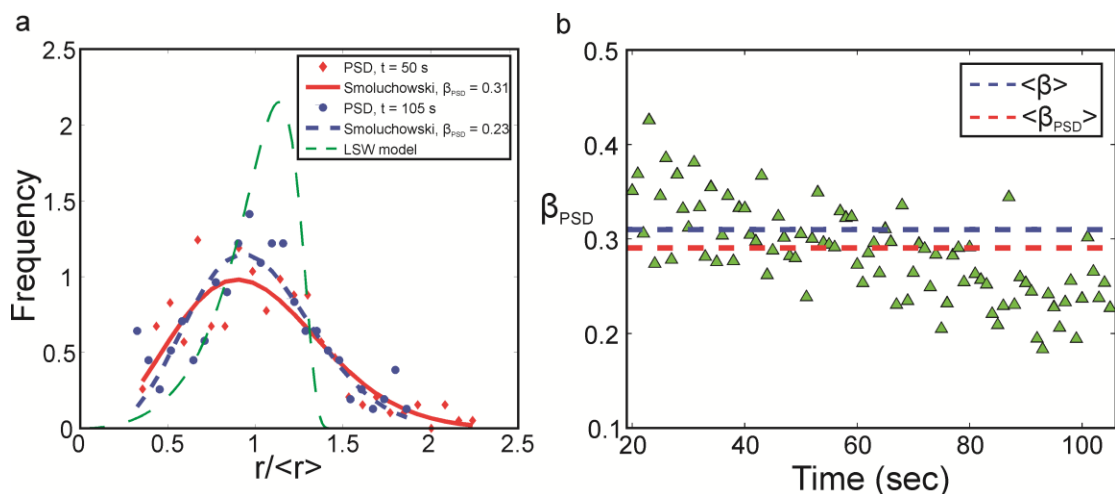 a
PSD, t = 50 s
Smoluchowski, βPSD = 0.31
PSD, t = 105 s
Smoluchowski, βPSD = 0.23
LSW model
Frequency
2.5
2
1.5
1
0.5
0
0 0.5 1 1.5 2 2.5
r/<r>
b
<β>
<βPSD>
βPSD
0.5
0.4
0.3
0.2
0.1
20 40 60 80 100
Time (sec)